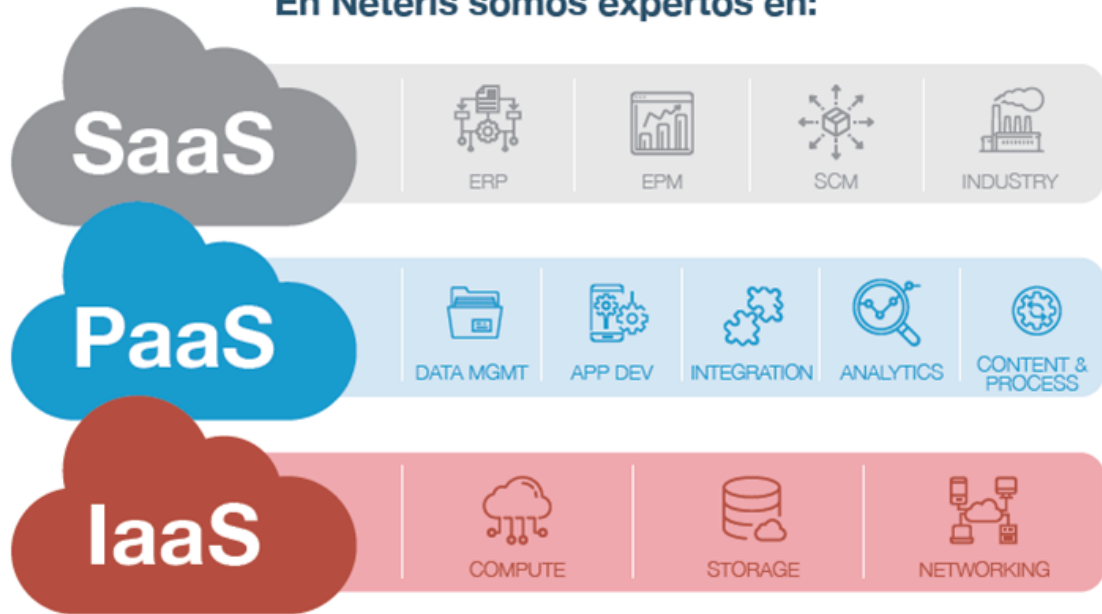 En Neteris somos expertos en:
SaaS
ERP
EPM
SCM
INDUSTRY
PaaS
DATA MGMT
APP DEV
INTEGRATION
ANALYTICS
CONTENT &
PROCESS
IaaS
COMPUTE
STORAGE
NETWORKING